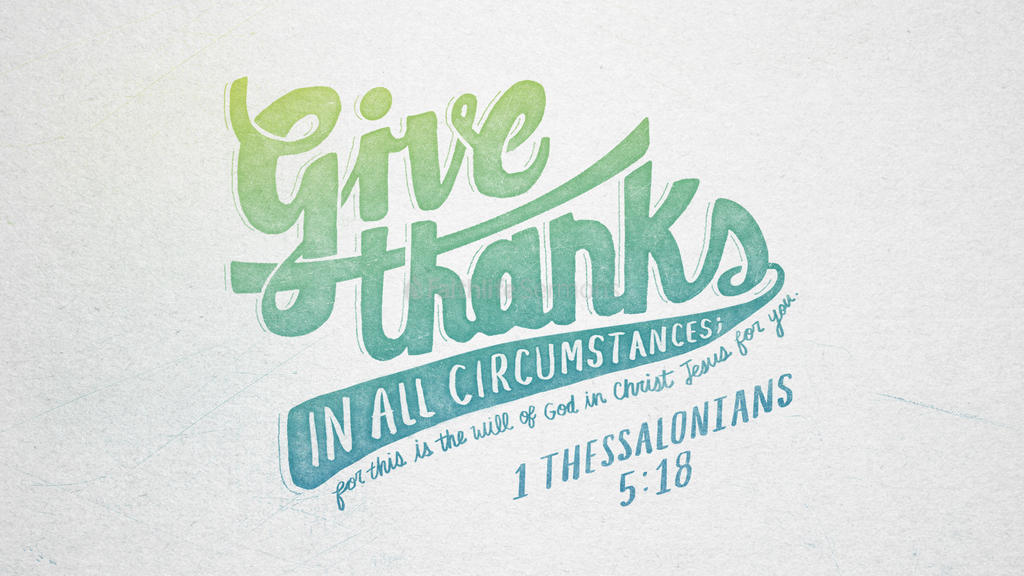 Give
thanks
IN ALL CIRCUMSTANCES;
for this is the will of God in Christ Jesus for you.
1 THESSALONIANS
5:18